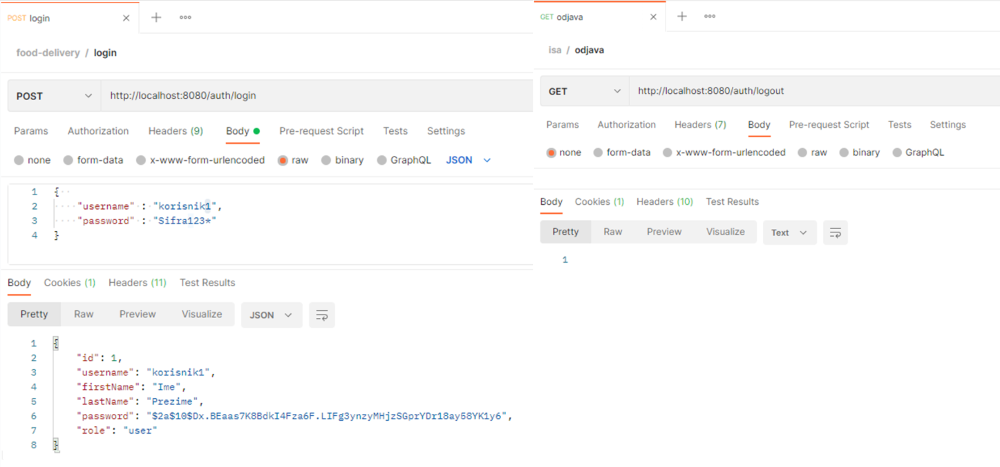 POST login
food-delivery / login
POST http://localhost:8080/auth/login
Params Authorization Headers (9) Body Pre-request Script Tests Settings
none form-data x-www-form-urlencoded raw binary GraphQL JSON
1 {
2 "username" : "korisnik1",
3 "password" : "Sifra123*"
4 }
Body Cookies (1) Headers (11) Test Results
Pretty Raw Preview Visualize JSON
1 {
2 "id": 1,
3 "username": "korisnik1",
4 "firstName": "Ime",
5 "lastName": "Prezime",
6 "password": "$2a$10$Dx.BEaas7K8BdkI4Fza6F.LIFg3ynzyMHjzSGprYDr18ay58YK1y6",
7 "role": "user"
8 }
GET odjava
isa / odjava
GET http://localhost:8080/auth/logout
Params Authorization Headers (7) Body Pre-request Script Tests Settings
none form-data x-www-form-urlencoded raw binary GraphQL
Body Cookies (1) Headers (10) Test Results
Pretty Raw Preview Visualize Text
1